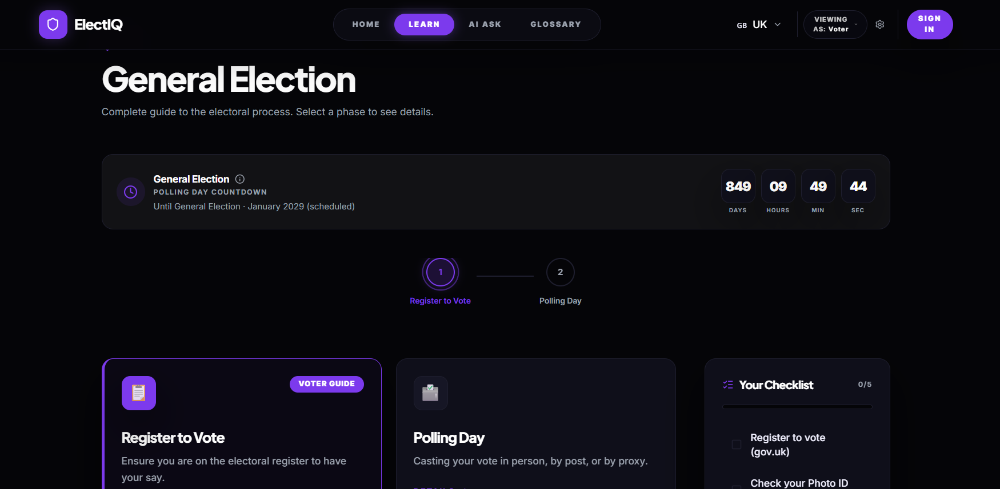 ElectIQ
HOME
LEARN
AI ASK
GLOSSARY
GB UK
VIEWING
AS: Voter
SIGN
IN
General Election
Complete guide to the electoral process. Select a phase to see details.
General Election
POLLING DAY COUNTDOWN
Until General Election · January 2029 (scheduled)
849
DAYS
09
HOURS
49
MIN
44
SEC
1
Register to Vote
2
Polling Day
VOTER GUIDE
Register to Vote
Ensure you are on the electoral register to have
your say.
Polling Day
Casting your vote in person, by post, or by proxy.
Your Checklist
0/5
Register to vote
(gov.uk)
Check your Photo ID